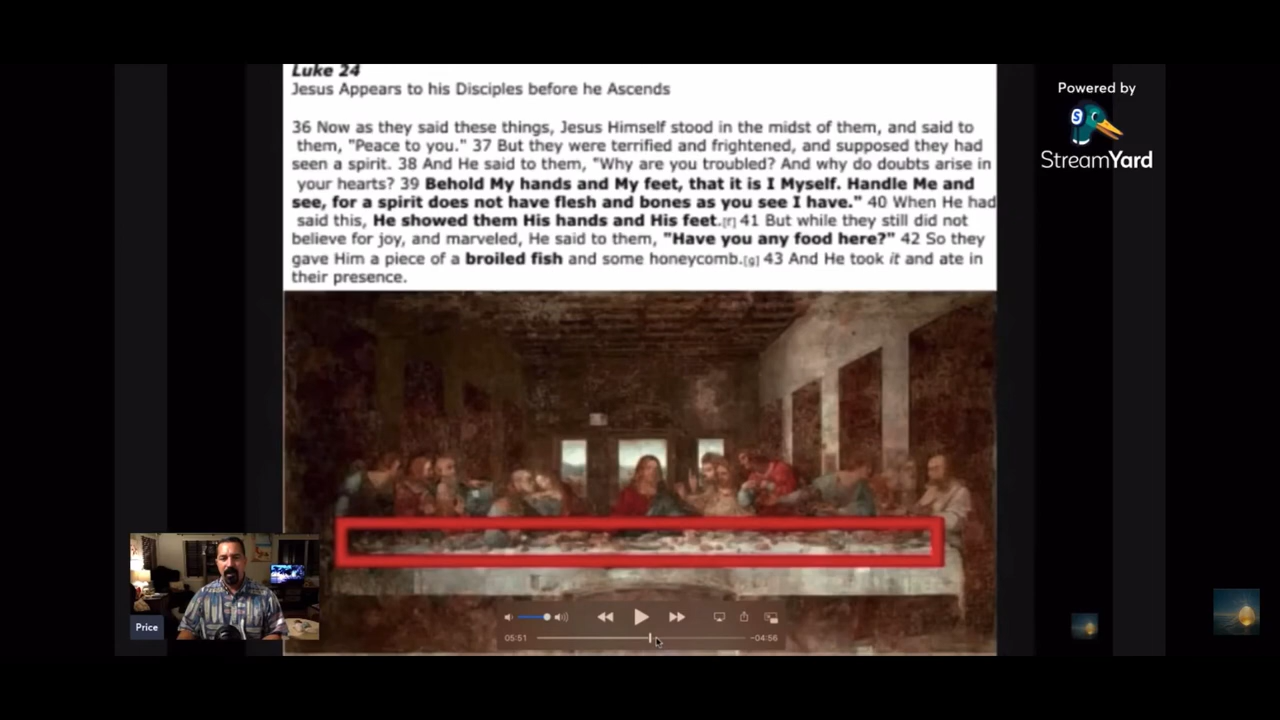 Luke 24
Jesus Appears to his Disciples before he Ascends
36 Now as they said these things, Jesus Himself stood in the midst of them, and said to
them, "Peace to you." 37 But they were terrified and frightened, and supposed they had
seen a spirit. 38 And He said to them, "Why are you troubled? And why do doubts arise in
your hearts? 39 Behold My hands and My feet, that it is I Myself. Handle Me and
see, for a spirit does not have flesh and bones as you see I have." 40 When He had
said this, He showed them His hands and His feet.[f] 41 But while they still did not
believe for joy, and marveled, He said to them, "Have you any food here?" 42 So they
gave Him a piece of a broiled fish and some honeycomb.[g] 43 And He took it and ate in
their presence.
Powered by
S
StreamYard
Price
05:51
-04:56